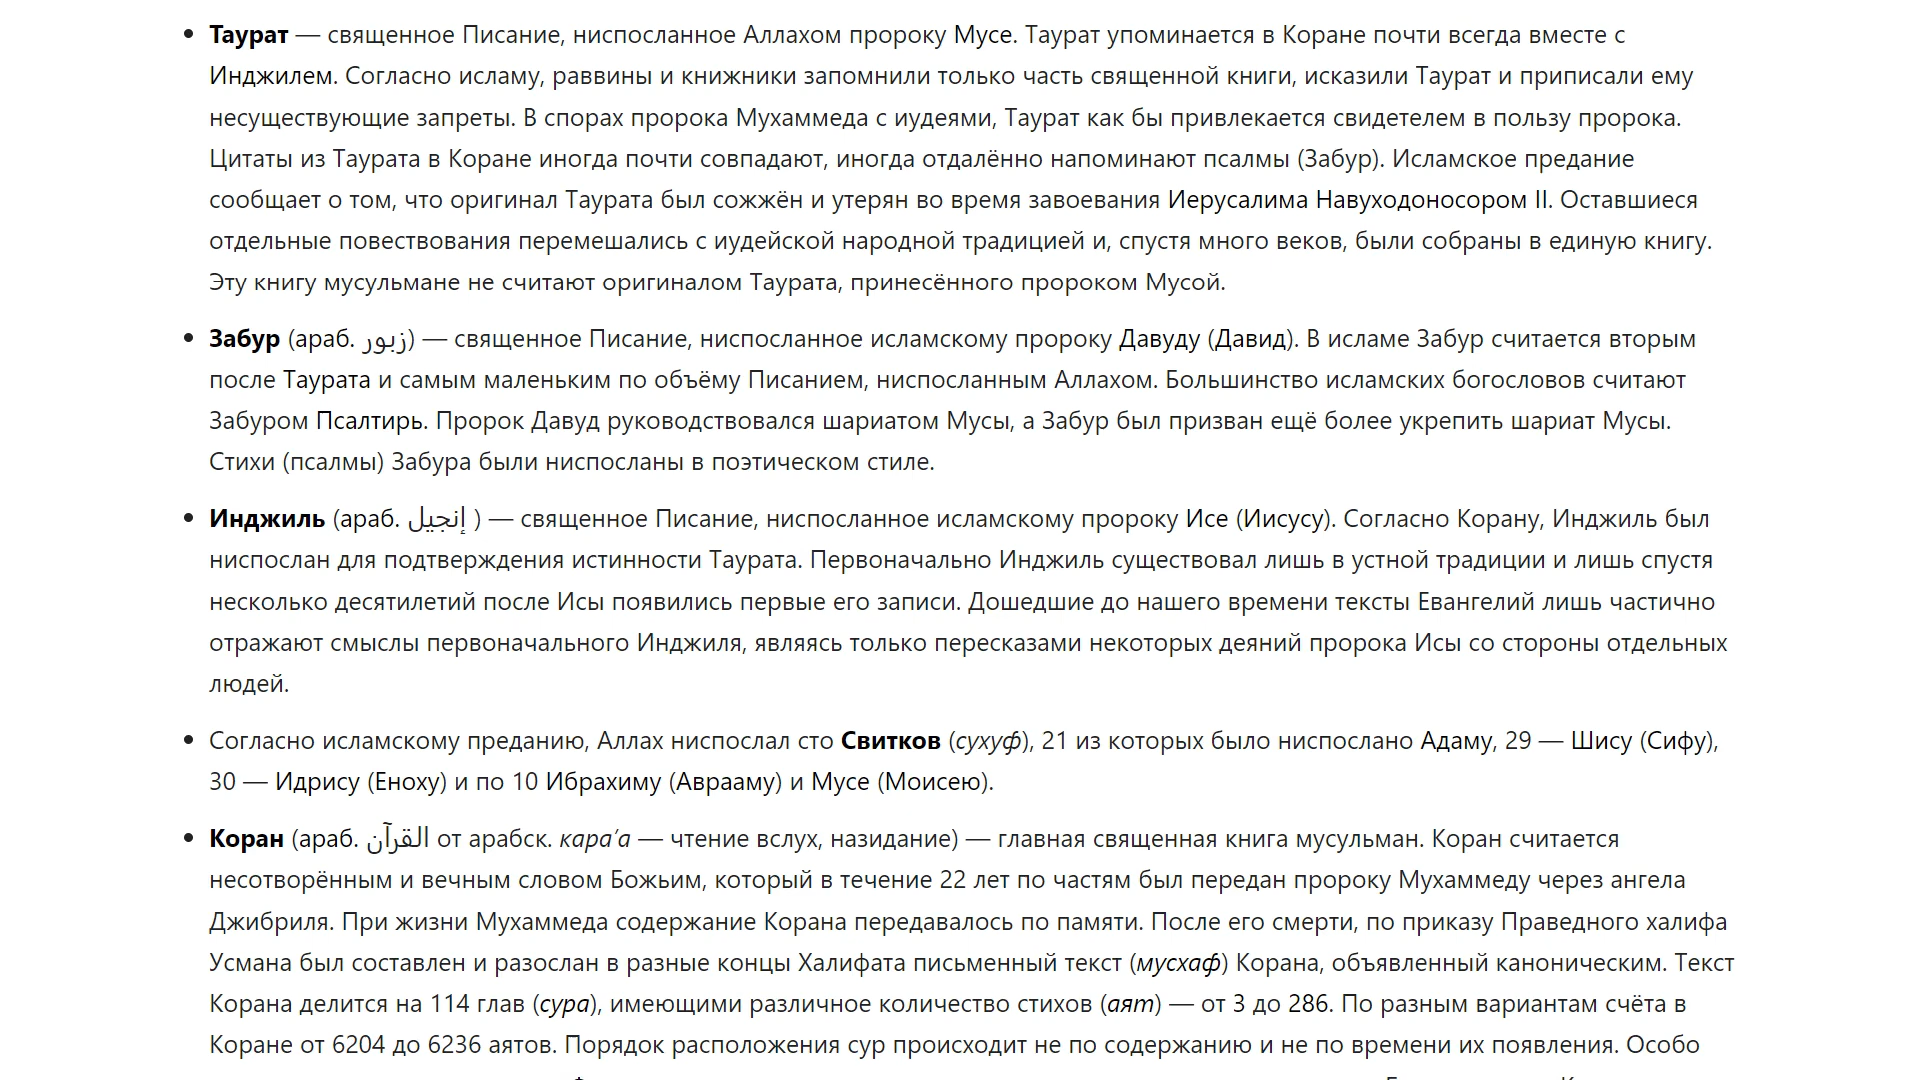 Таурат — священное Писание, ниспосланное Аллахом пророку Мусе. Таурат упоминается в Коране почти всегда вместе с
Инджилем. Согласно исламу, раввины и книжники запомнили только часть священной книги, исказили Таурат и приписали ему
несуществующие запреты. В спорах пророка Мухаммеда с иудеями, Таурат как бы привлекается свидетелем в пользу пророка.
Цитаты из Таурата в Коране иногда почти совпадают, иногда отдалённо напоминают псалмы (Забур). Исламское предание
сообщает о том, что оригинал Таурата был сожжён и утерян во время завоевания Иерусалима Навуходоносором II. Оставшиеся
отдельные повествования перемешались с иудейской народной традицией и, спустя много веков, были собраны в единую книгу.
Эту книгу мусульмане не считают оригиналом Таурата, принесённого пророком Мусой.
Забур (араб. زبور) — священное Писание, ниспосланное исламскому пророку Давуду (Давид). В исламе Забур считается вторым
после Таурата и самым маленьким по объёму Писанием, ниспосланным Аллахом. Большинство исламских богословов считают
Забуром Псалтирь. Пророк Давуд руководствовался шариатом Мусы, а Забур был призван ещё более укрепить шариат Мусы.
Стихи (псалмы) Забура были ниспосланы в поэтическом стиле.
Инджиль (араб. إنجيل ) — священное Писание, ниспосланное исламскому пророку Исе (Иисусу). Согласно Корану, Инджиль был
ниспослан для подтверждения истинности Таурата. Первоначально Инджиль существовал лишь в устной традиции и лишь спустя
несколько десятилетий после Исы появились первые его записи. Дошедшие до нашего времени тексты Евангелий лишь частично
отражают смыслы первоначального Инджиля, являясь только пересказами некоторых деяний пророка Исы со стороны отдельных
людей.
Согласно исламскому преданию, Аллах ниспослал сто Свитков (сухуф), 21 из которых было ниспослано Адаму, 29 — Шису (Сифу),
30 — Идрису (Еноху) и по 10 Ибрахиму (Аврааму) и Мусе (Моисею).
Коран (араб. القرآن от арабск. кара’а — чтение вслух, назидание) — главная священная книга мусульман. Коран считается
несотворённым и вечным словом Божьим, который в течение 22 лет по частям был передан пророку Мухаммеду через ангела
Джибриля. При жизни Мухаммеда содержание Корана передавалось по памяти. После его смерти, по приказу Праведного халифа
Усмана был составлен и разослан в разные концы Халифата письменный текст (мусхаф) Корана, объявленный каноническим. Текст
Корана делится на 114 глав (сура), имеющими различное количество стихов (аят) — от 3 до 286. По разным вариантам счёта в
Коране от 6204 до 6236 аятов. Порядок расположения сур происходит не по содержанию и не по времени их появления. Особо